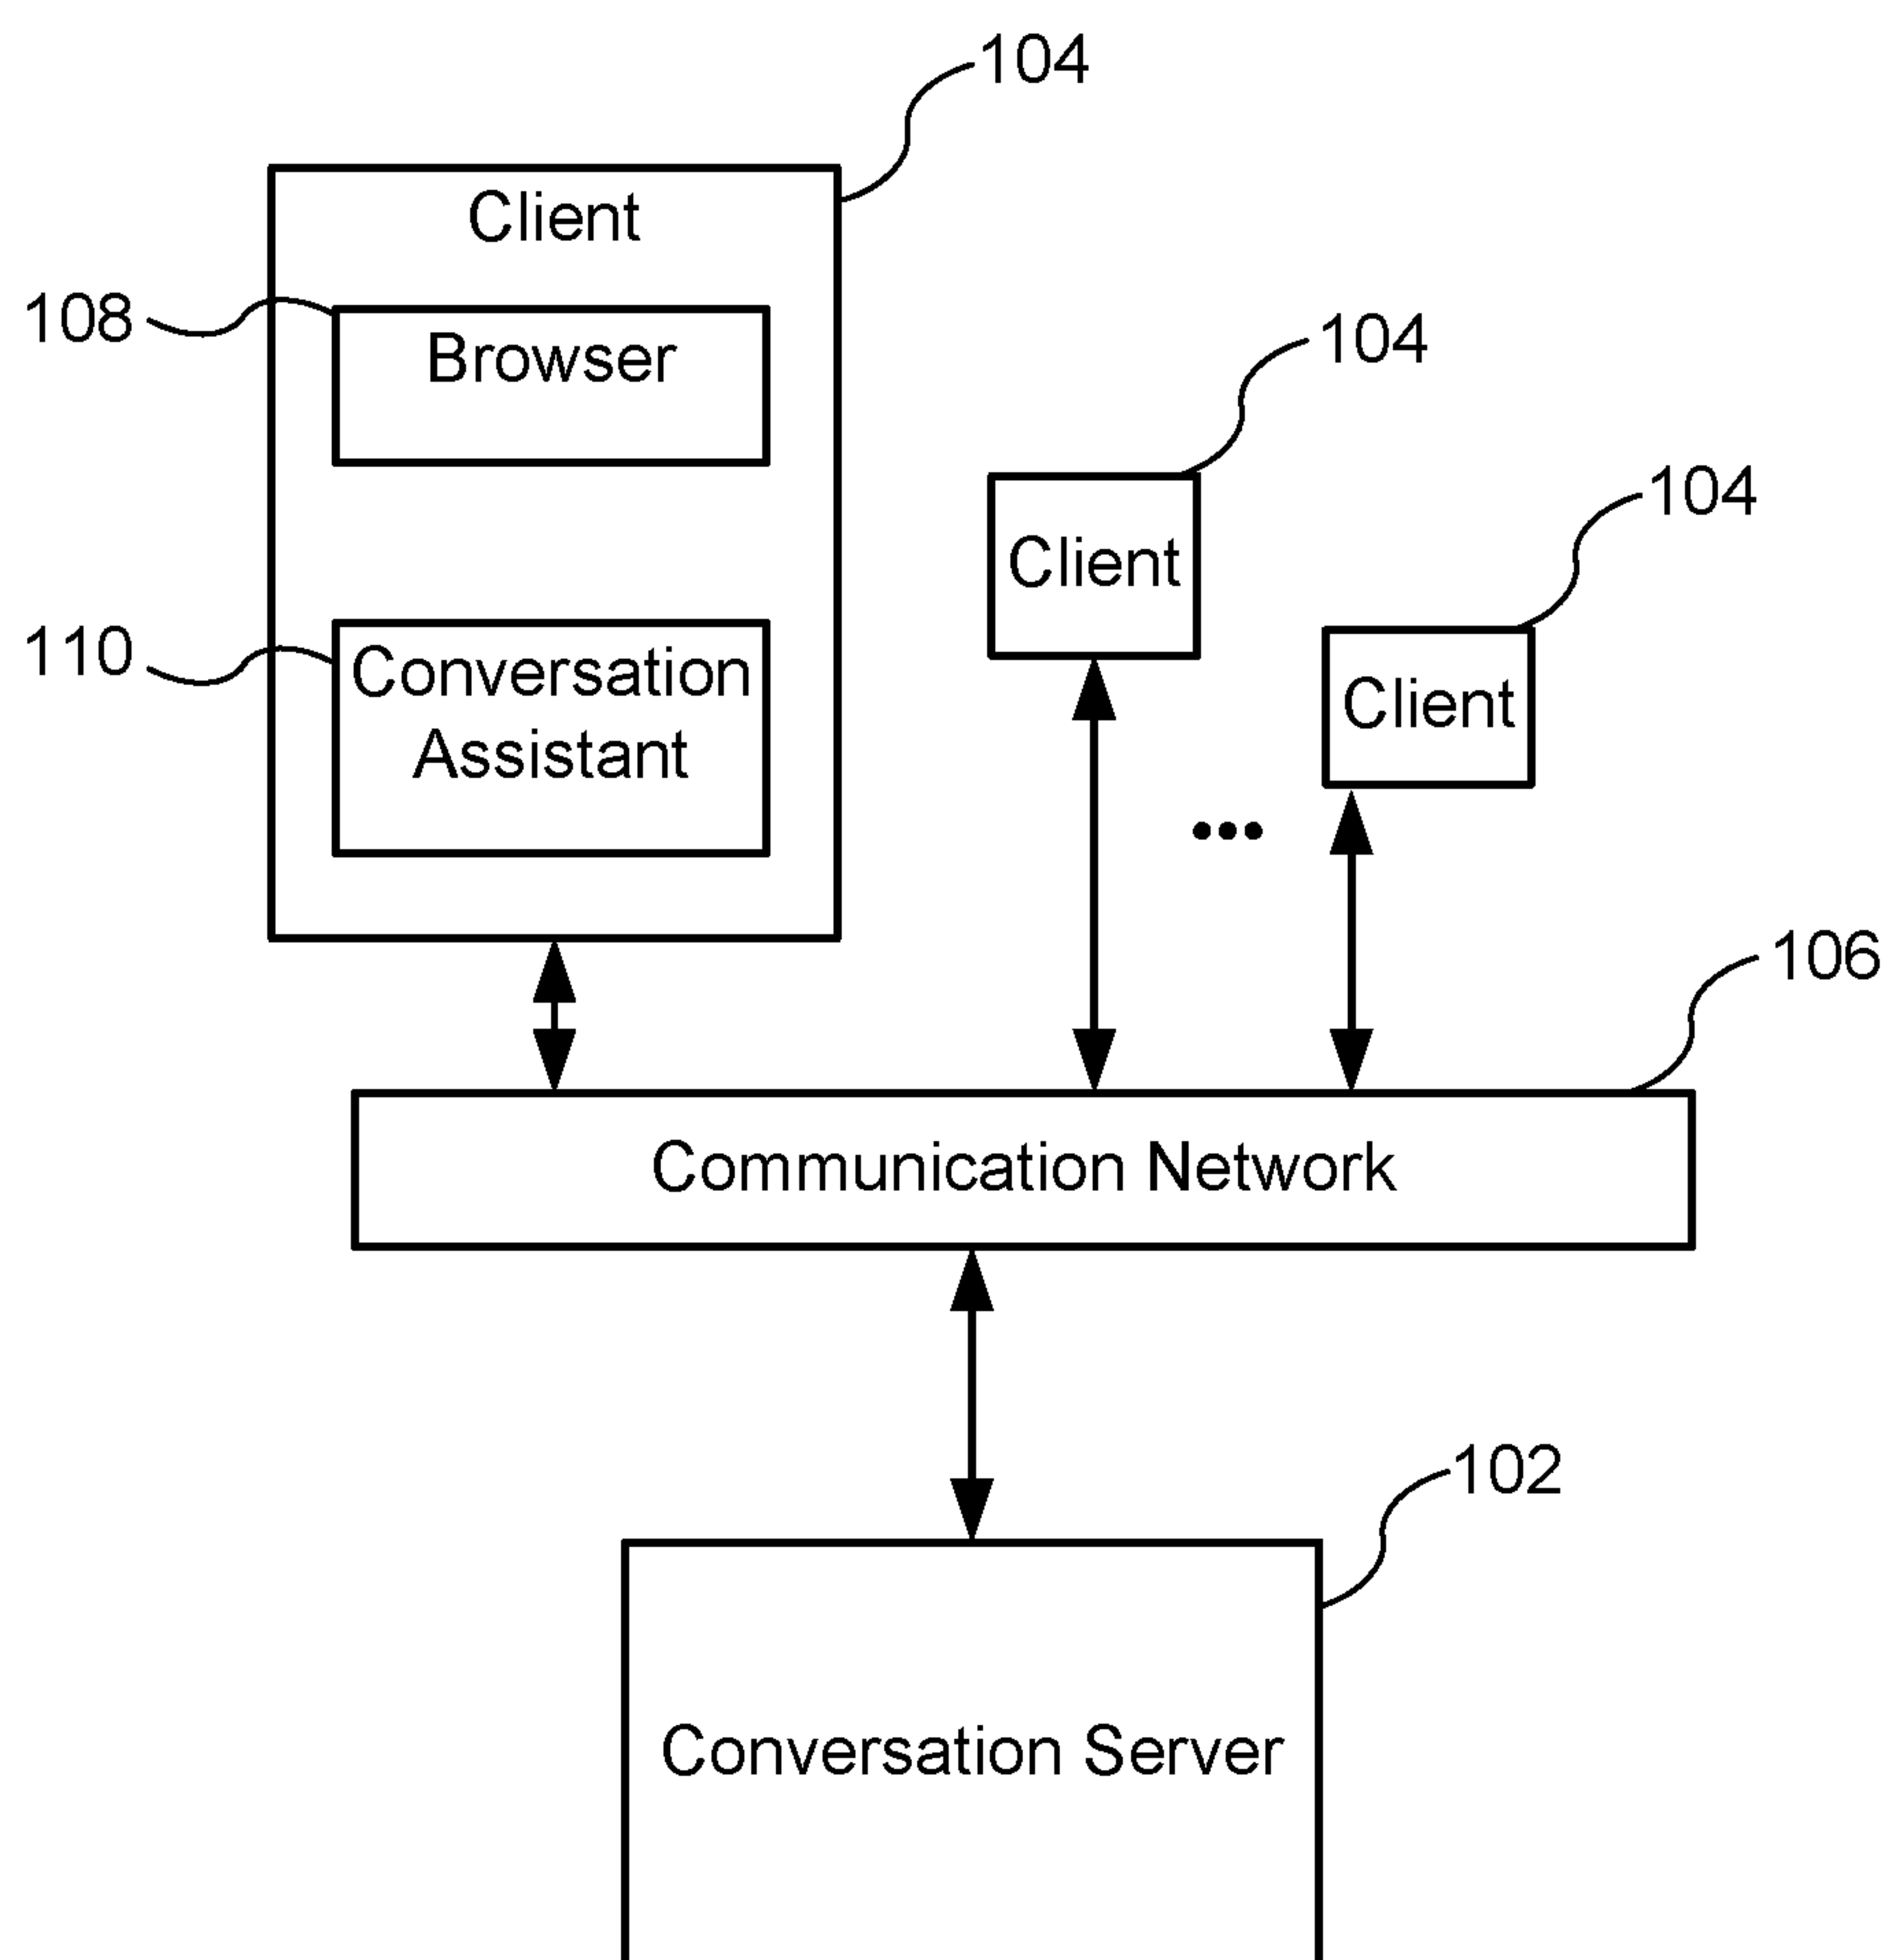 104
Client
108
Browser
104
104
Client
110
Conversation
Assistant
Client
106
Communication Network
102
Conversation Server